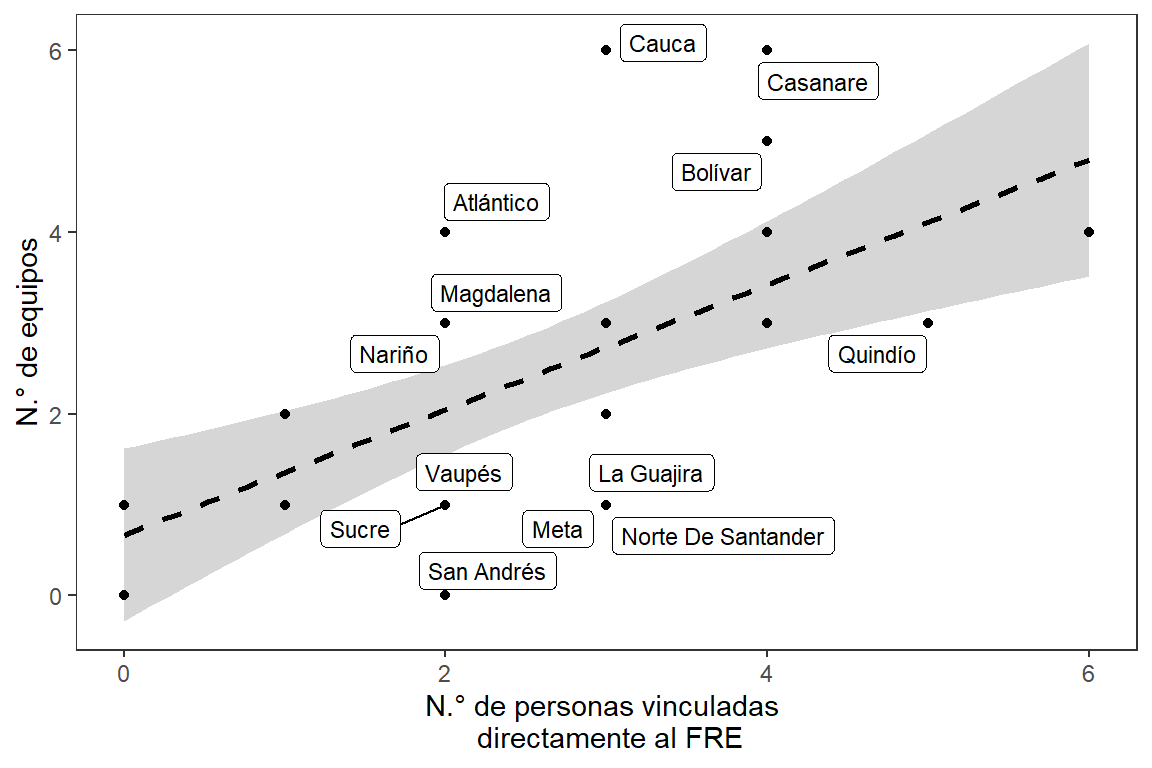 6
Cauca
Casanare
Bolívar
Atlántico
4
Magdalena
Nariño
Quindío
2
Vaupés
La Guajira
Sucre
Meta
Norte De Santander
San Andrés
0
N.° de equipos
0
2
4
6
N.° de personas vinculadas
directamente al FRE